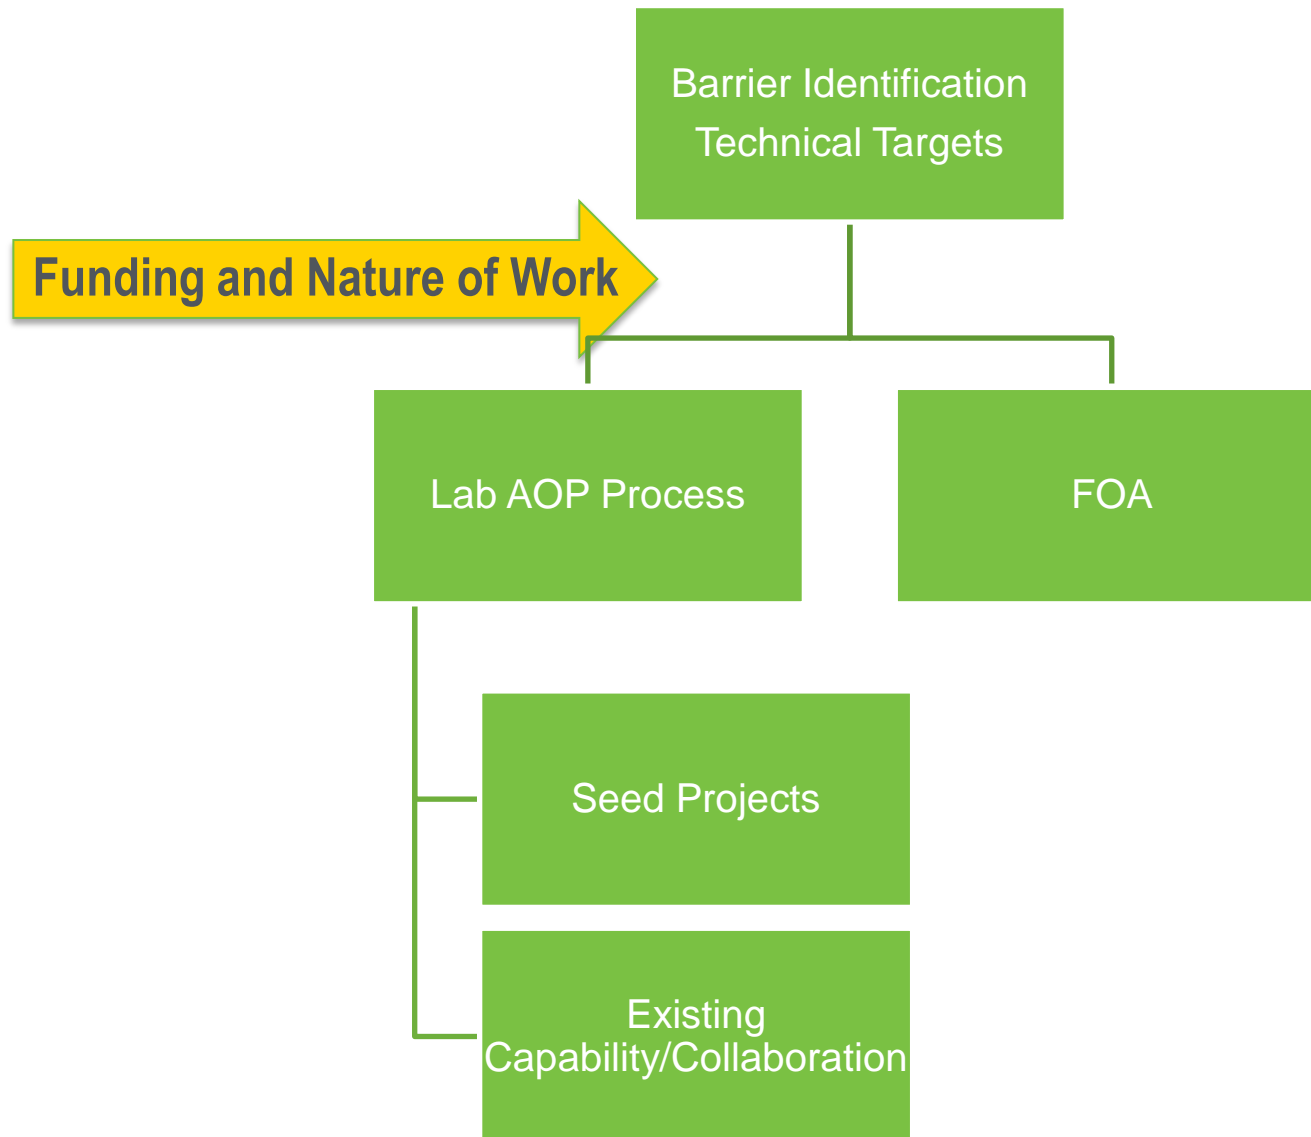 Barrier Identification
Technical Targets
Funding and Nature of Work
Lab AOP Process
FOA
Seed Projects
Existing
Capability/Collaboration